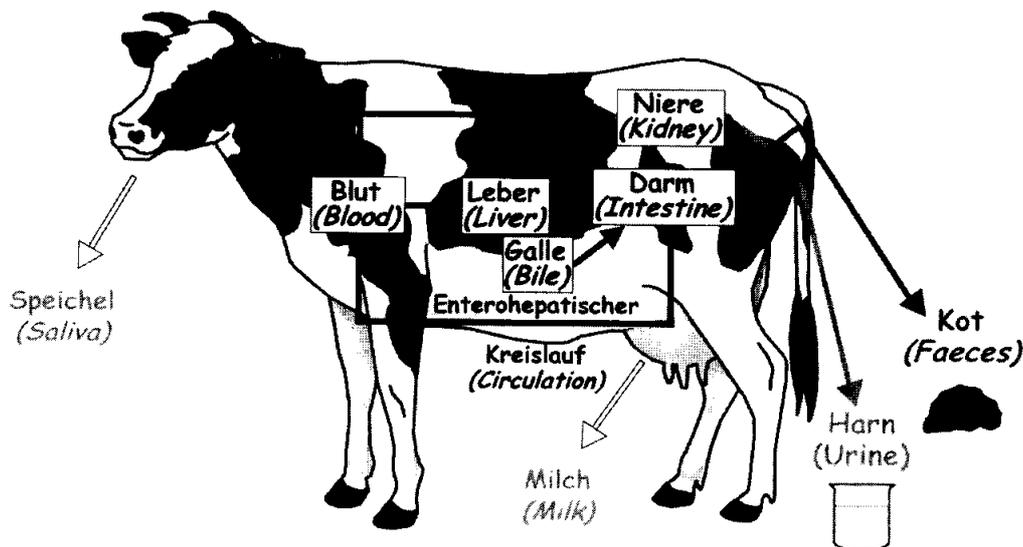 Niere
(Kidney)
Blut
(Blood)
Leber
(Liver)
Darm
(Intestine)
Galle
(Bile)
Speichel
(Saliva)
Enterohepatischer
Kreislauf
(Circulation)
Kot
(Faeces)
Harn
(Urine)
Milch
(Milk)